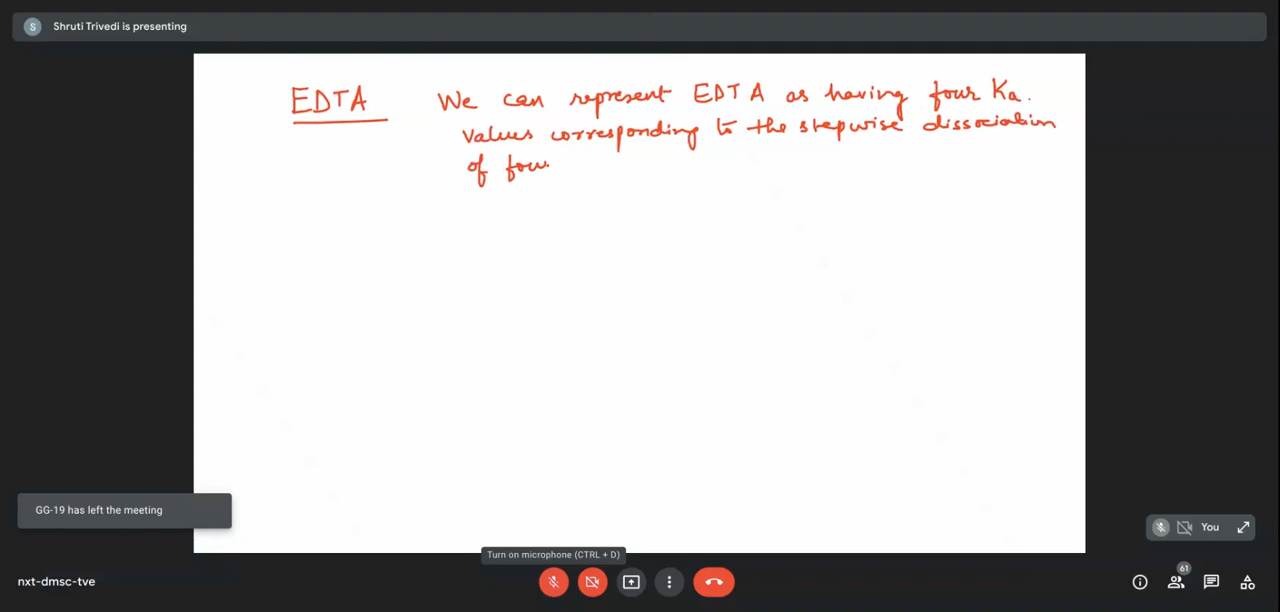 Shruti Trivedi is presenting
S
EDTA We can represent EDTA as having four Ka.
values corresponding to the stepwise dissociation
of four
GG-19 has left the meeting
You
Turn on microphone (CTRL + D)
61
nxt-dmsc-tve